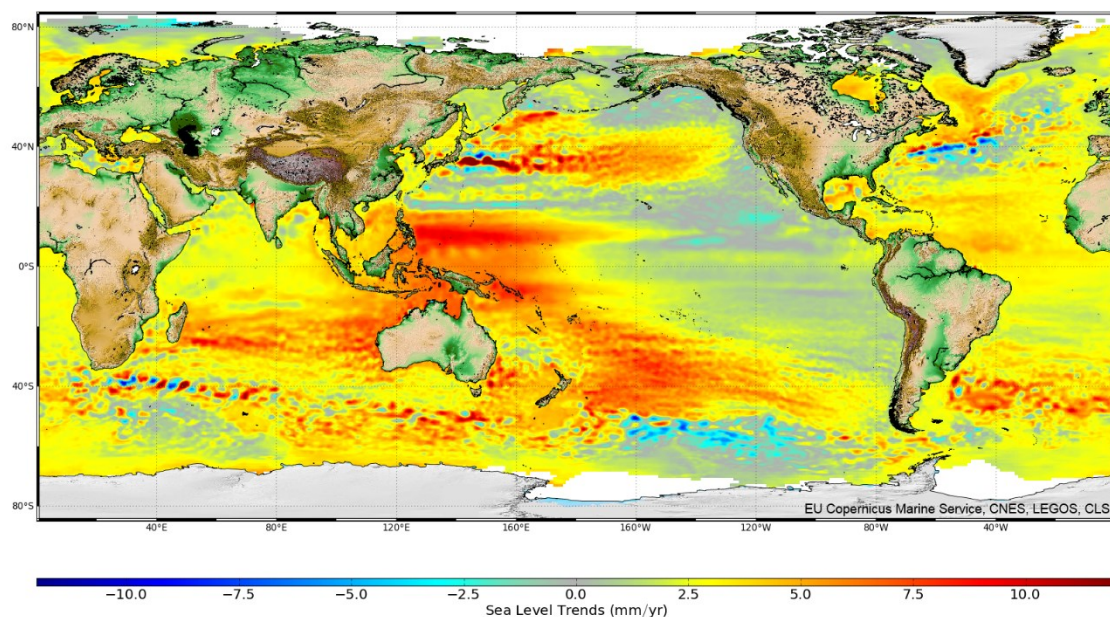 80°N
40°N
0°S
40°S
80°S
EU Copernicus Marine Service, CNES, LEGOS, CLS
40°E 80°E 120°E 160°E 160°W 120°W 80°W 40°W
−10.0 −7.5 −5.0 −2.5 0.0 2.5 5.0 7.5 10.0
Sea Level Trends (mm/yr)